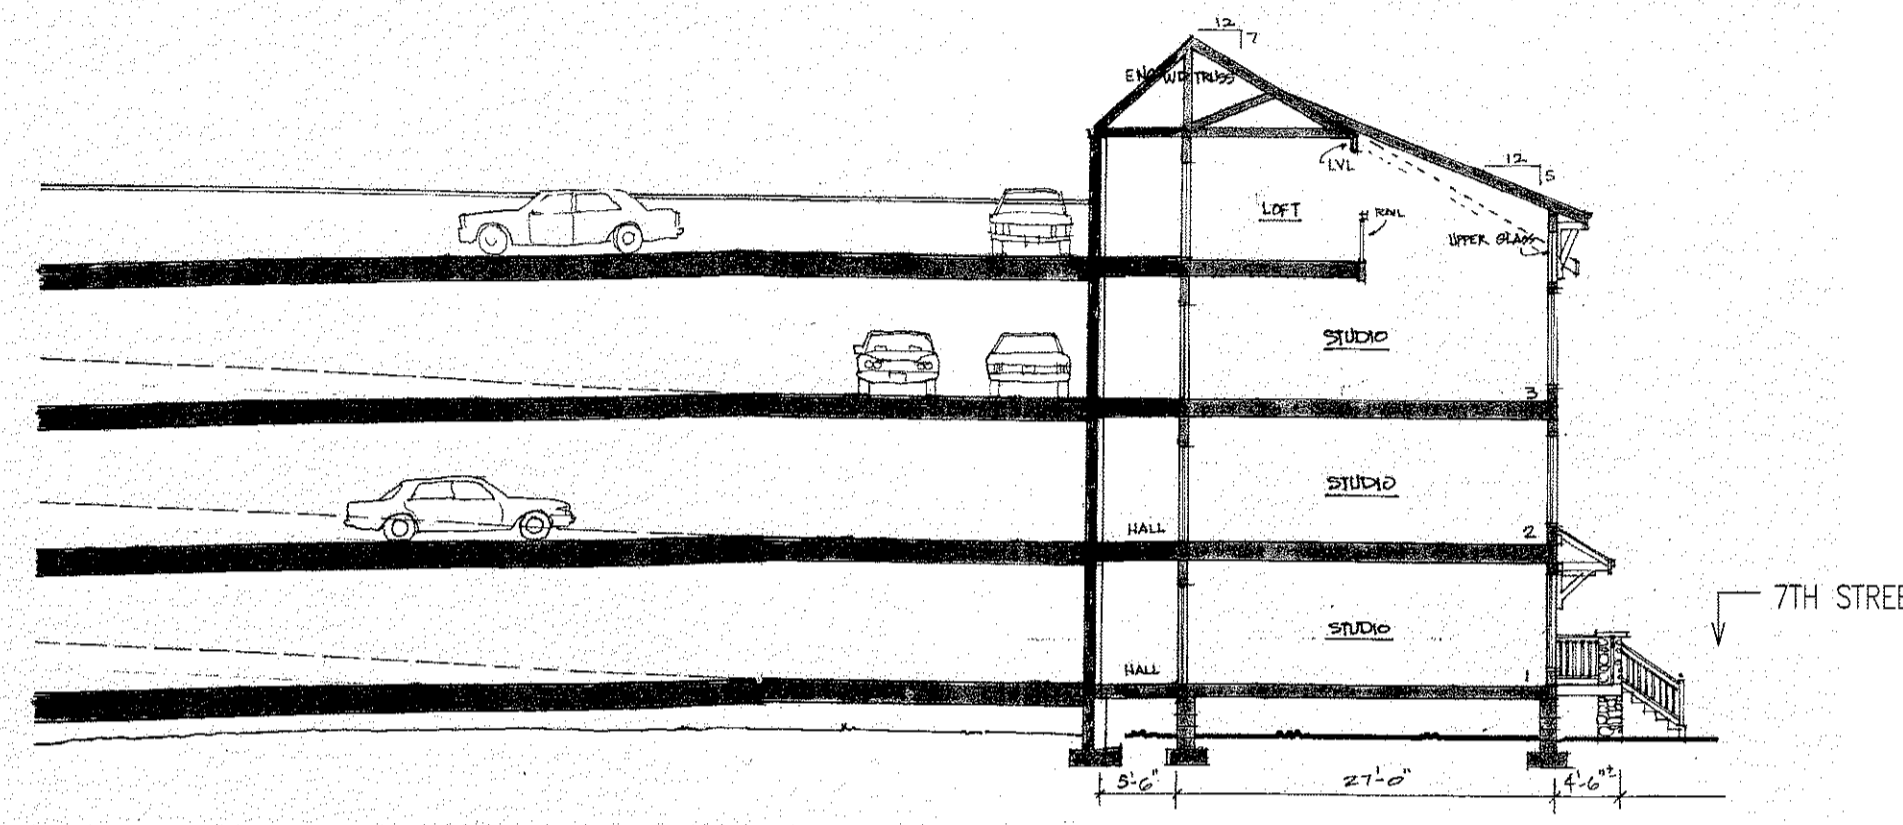 12
7
ENG WD TRUSS
12
5
LVL
LOFT
RAIL
UPPER GLASS
STUDIO
3
STUDIO
HALL
2
7TH STREE
STUDIO
HALL
1
5'-6"
27'-0"
4'-6"±